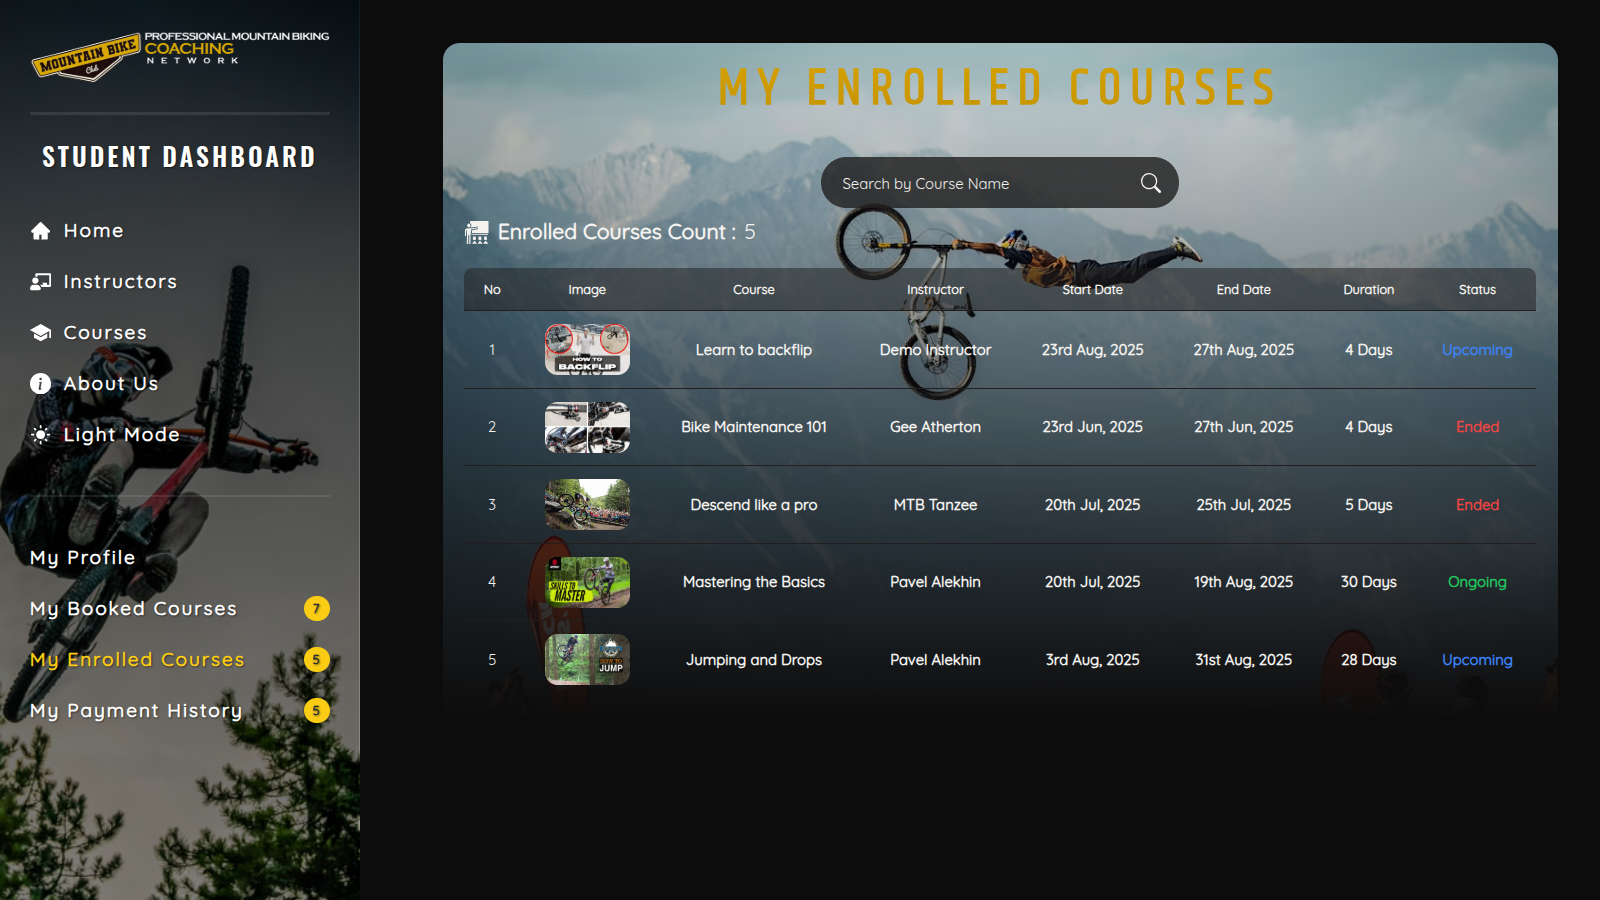 MOUNTAIN BIKE
Club
PROFESSIONAL MOUNTAIN BIKING
COACHING
NETWORK
STUDENT DASHBOARD
Home
Instructors
Courses
About Us
Light Mode
My Profile
My Booked Courses 7
My Enrolled Courses 5
My Payment History 5
MY ENROLLED COURSES
Search by Course Name
Enrolled Courses Count : 5
No Image Course Instructor Start Date End Date Duration Status
1 HOW TO BACKFLIP Learn to backflip Demo Instructor 23rd Aug, 2025 27th Aug, 2025 4 Days Upcoming
2 Bike Maintenance 101 Gee Atherton 23rd Jun, 2025 27th Jun, 2025 4 Days Ended
3 Descend like a pro MTB Tanzee 20th Jul, 2025 25th Jul, 2025 5 Days Ended
4 SKILLS TO MASTER Mastering the Basics Pavel Alekhin 20th Jul, 2025 19th Aug, 2025 30 Days Ongoing
5 HOW TO JUMP Jumping and Drops Pavel Alekhin 3rd Aug, 2025 31st Aug, 2025 28 Days Upcoming